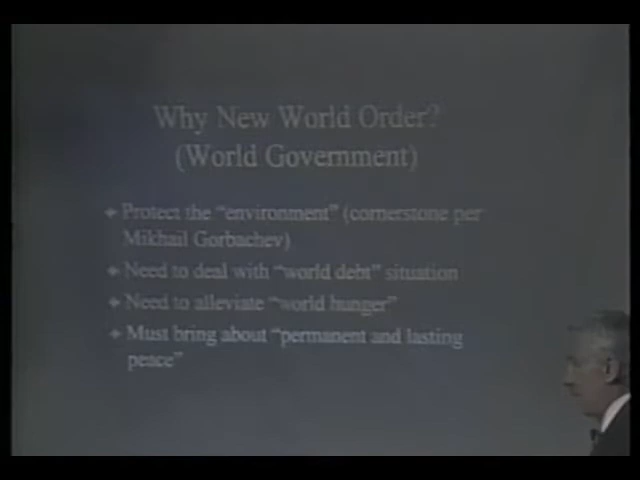 Why New World Order?
(World Government)
Protect the "environment" (cornerstone per
Mikhail Gorbachev)
Need to deal with "world debt" situation
Need to alleviate "world hunger"
Must bring about "permanent and lasting
peace"